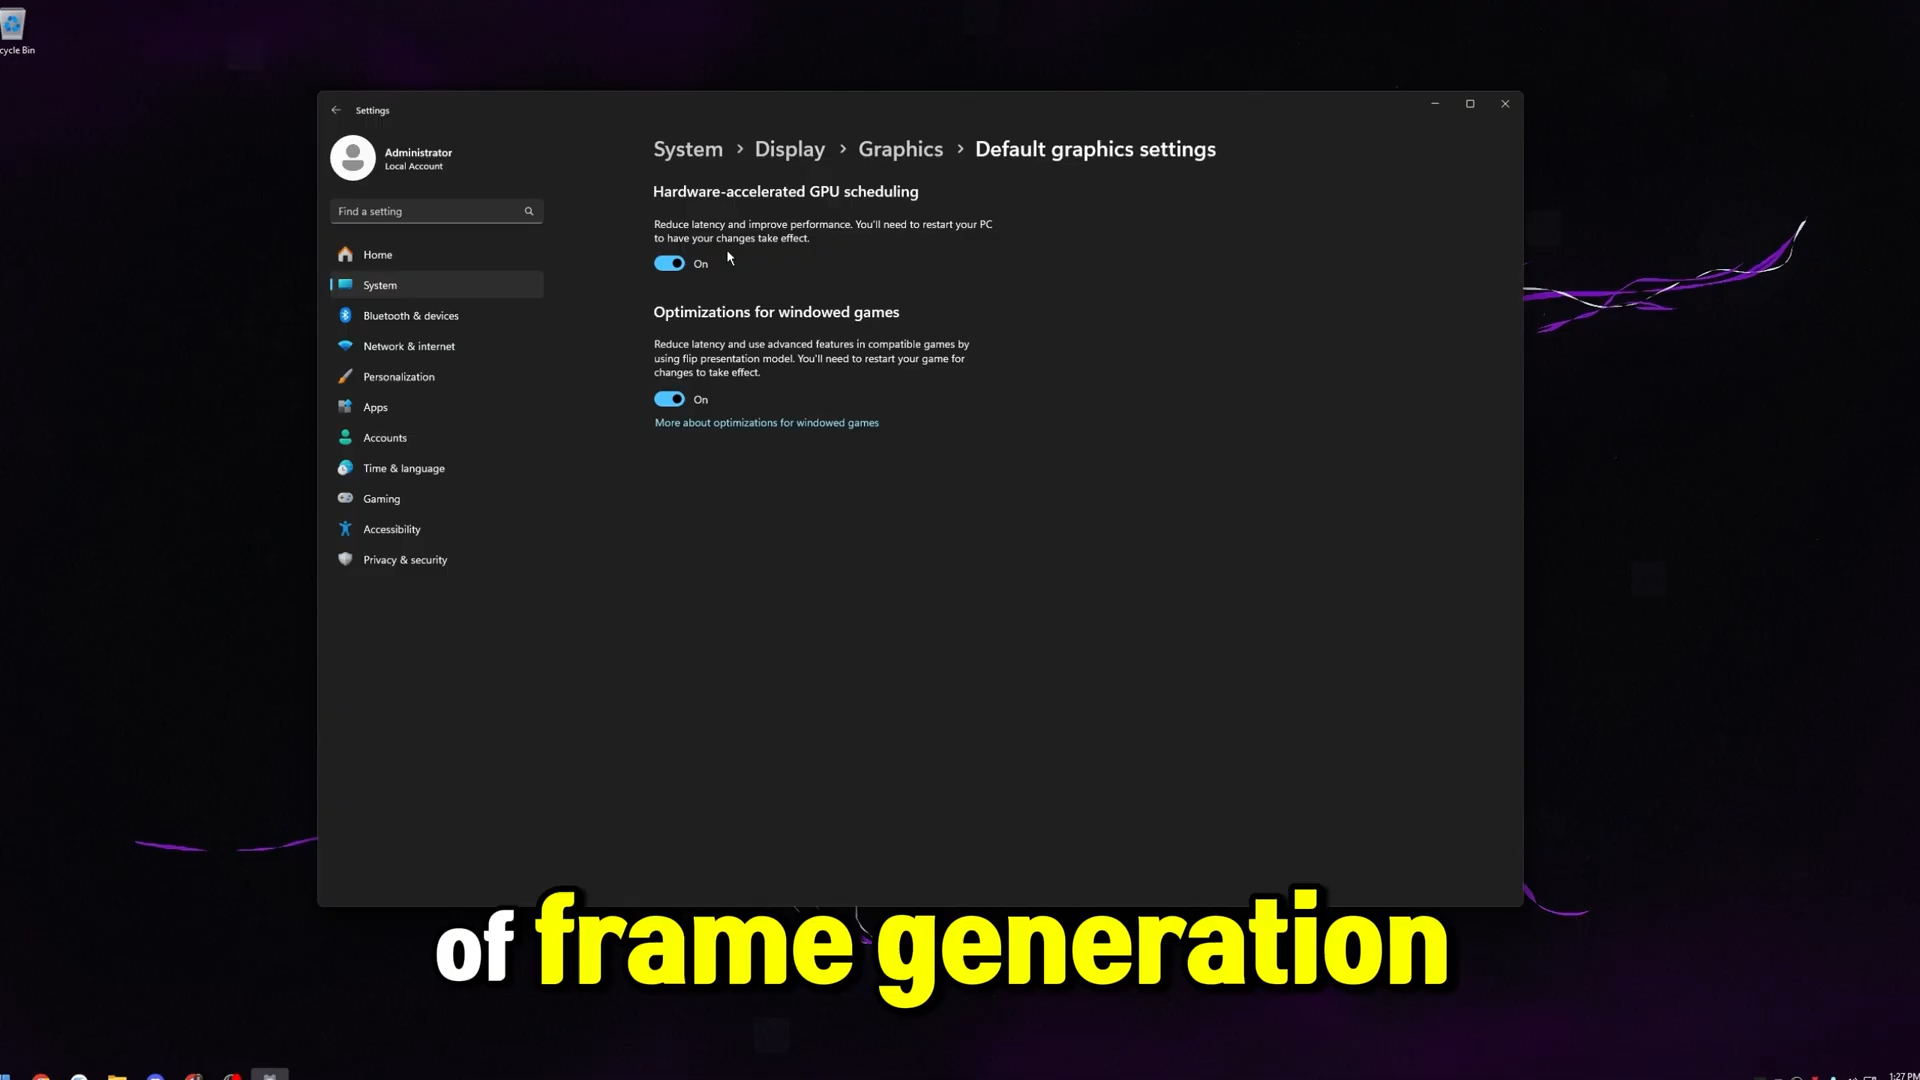 cycle Bin
Settings
Administrator
Local Account
Find a setting
Home
System
Bluetooth & devices
Network & internet
Personalization
Apps
Accounts
Time & language
Gaming
Accessibility
Privacy & security
System > Display > Graphics > Default graphics settings
Hardware-accelerated GPU scheduling
Reduce latency and improve performance. You'll need to restart your PC
to have your changes take effect.
On
Optimizations for windowed games
Reduce latency and use advanced features in compatible games by
using flip presentation model. You'll need to restart your game for
changes to take effect.
On
More about optimizations for windowed games
of frame generation
1:27 PM